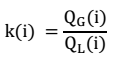 k(i) = Q_G(i) / Q_L(i)